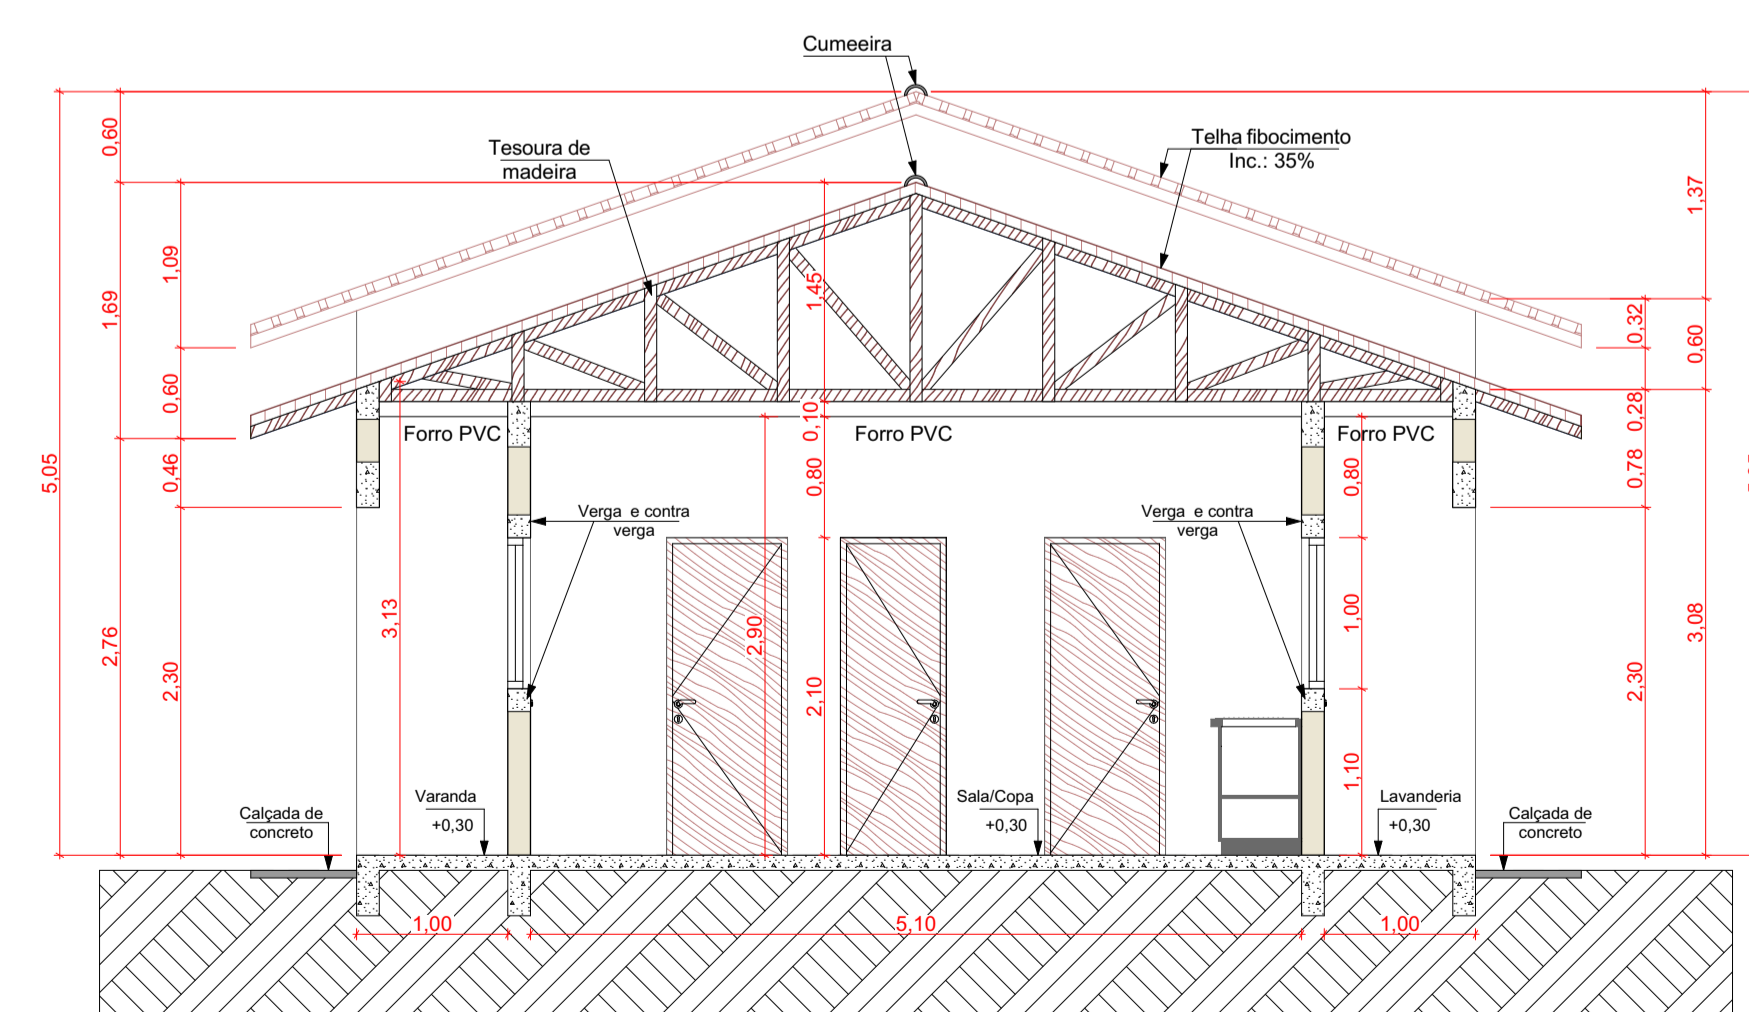 Cumeeira
Tesoura de
madeira
Telha fibocimento
Inc.: 35%
0,60
1,09
1,69
0,60
0,46
5,05
2,76
2,30
3,13
1,45
0,10
0,80
2,90
2,10
Forro PVC
Forro PVC
Forro PVC
Verga e contra
verga
Verga e contra
verga
0,80
1,00
1,10
1,37
0,32
0,60
0,28
0,78
3,08
2,30
Calçada de
concreto
Varanda
+0,30
Sala/Copa
+0,30
Lavanderia
+0,30
Calçada de
concreto
1,00
5,10
1,00